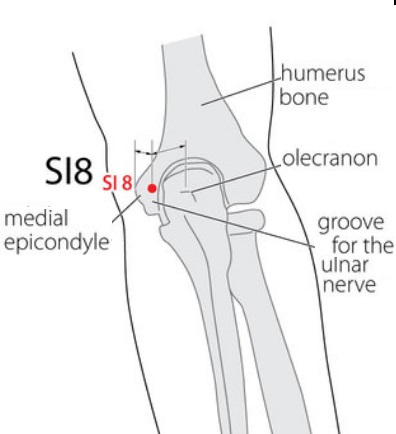 humerus
bone
SI8
SI 8
olecranon
medial
epicondyle
groove
for the
ulnar
nerve